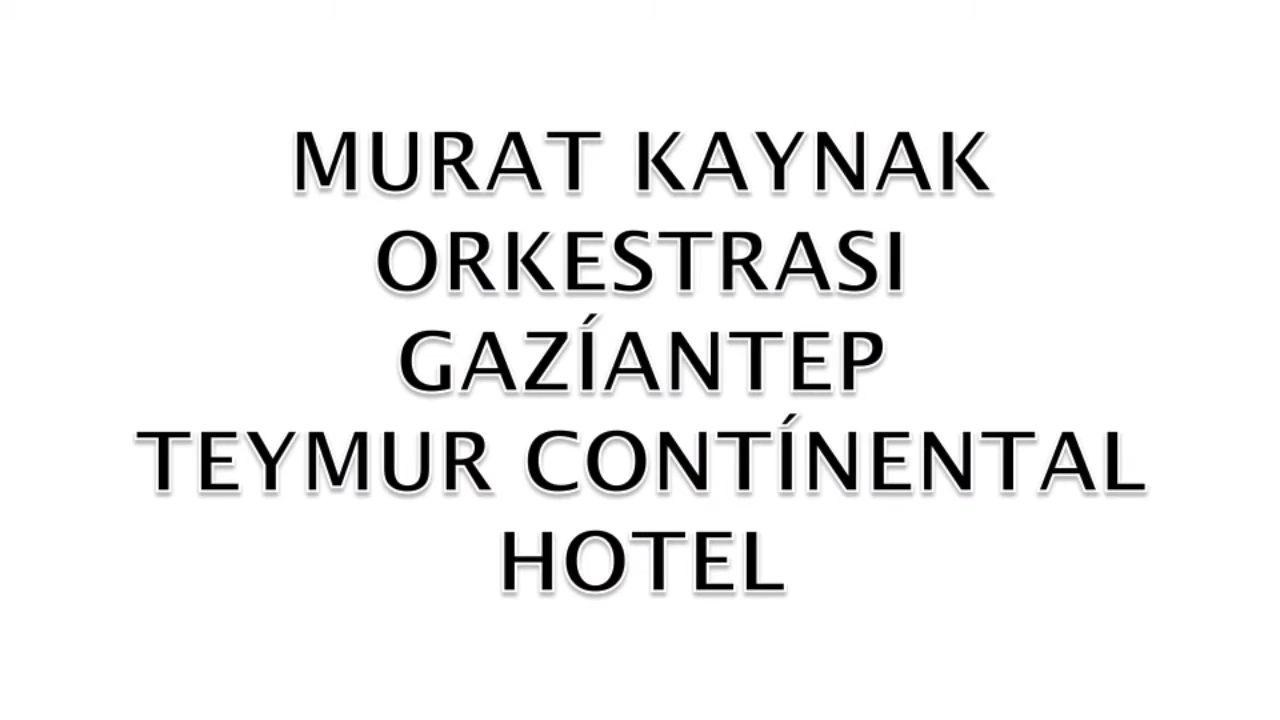 MURAT KAYNAK
ORKESTRASI
GAZÍANTEP
TEYMUR CONTÍNENTAL
HOTEL